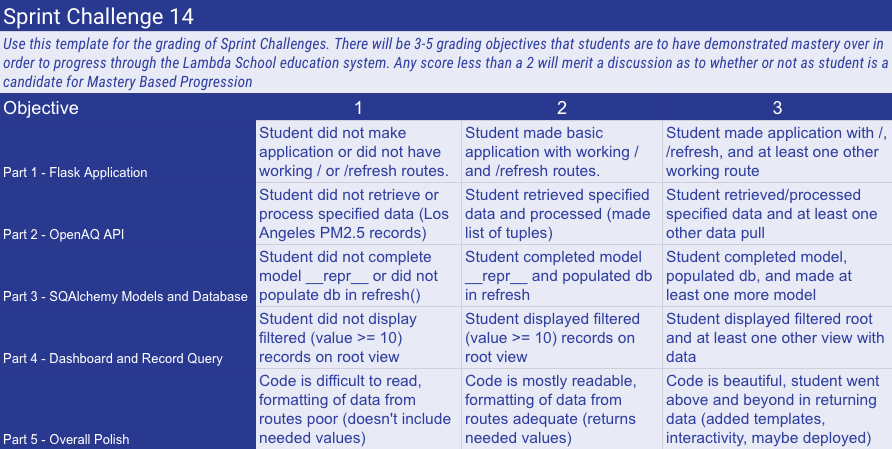 Sprint Challenge 14
Use this template for the grading of Sprint Challenges. There will be 3-5 grading objectives that students are to have demonstrated mastery over in
order to progress through the Lambda School education system. Any score less than a 2 will merit a discussion as to whether or not as student is a
candidate for Mastery Based Progression
Objective 1 2 3
Part 1 - Flask Application
Student did not make
application or did not have
working / or /refresh routes.
Student made basic
application with working /
and /refresh routes.
Student made application with /,
/refresh, and at least one other
working route
Part 2 - OpenAQ API
Student did not retrieve or
process specified data (Los
Angeles PM2.5 records)
Student retrieved specified
data and processed (made
list of tuples)
Student retrieved/processed
specified data and at least one
other data pull
Part 3 - SQAlchemy Models and Database
Student did not complete
model __repr__ or did not
populate db in refresh()
Student completed model
__repr__ and populated db
in refresh
Student completed model,
populated db, and made at
least one more model
Part 4 - Dashboard and Record Query
Student did not display
filtered (value >= 10)
records on root view
Student displayed filtered
(value >= 10) records on
root view
Student displayed filtered root
and at least one other view with
data
Part 5 - Overall Polish
Code is difficult to read,
formatting of data from
routes poor (doesn't include
needed values)
Code is mostly readable,
formatting of data from
routes adequate (returns
needed values)
Code is beautiful, student went
above and beyond in returning
data (added templates,
interactivity, maybe deployed)